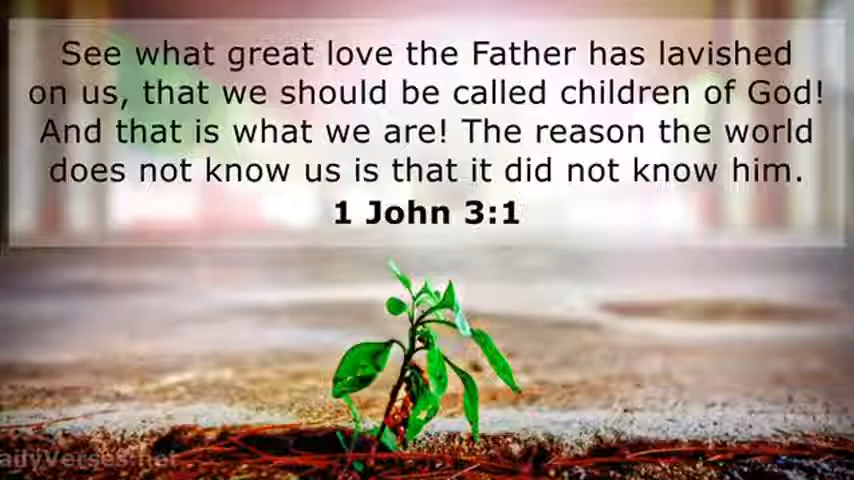 See what great love the Father has lavished
on us, that we should be called children of God!
And that is what we are! The reason the world
does not know us is that it did not know him.
1 John 3:1